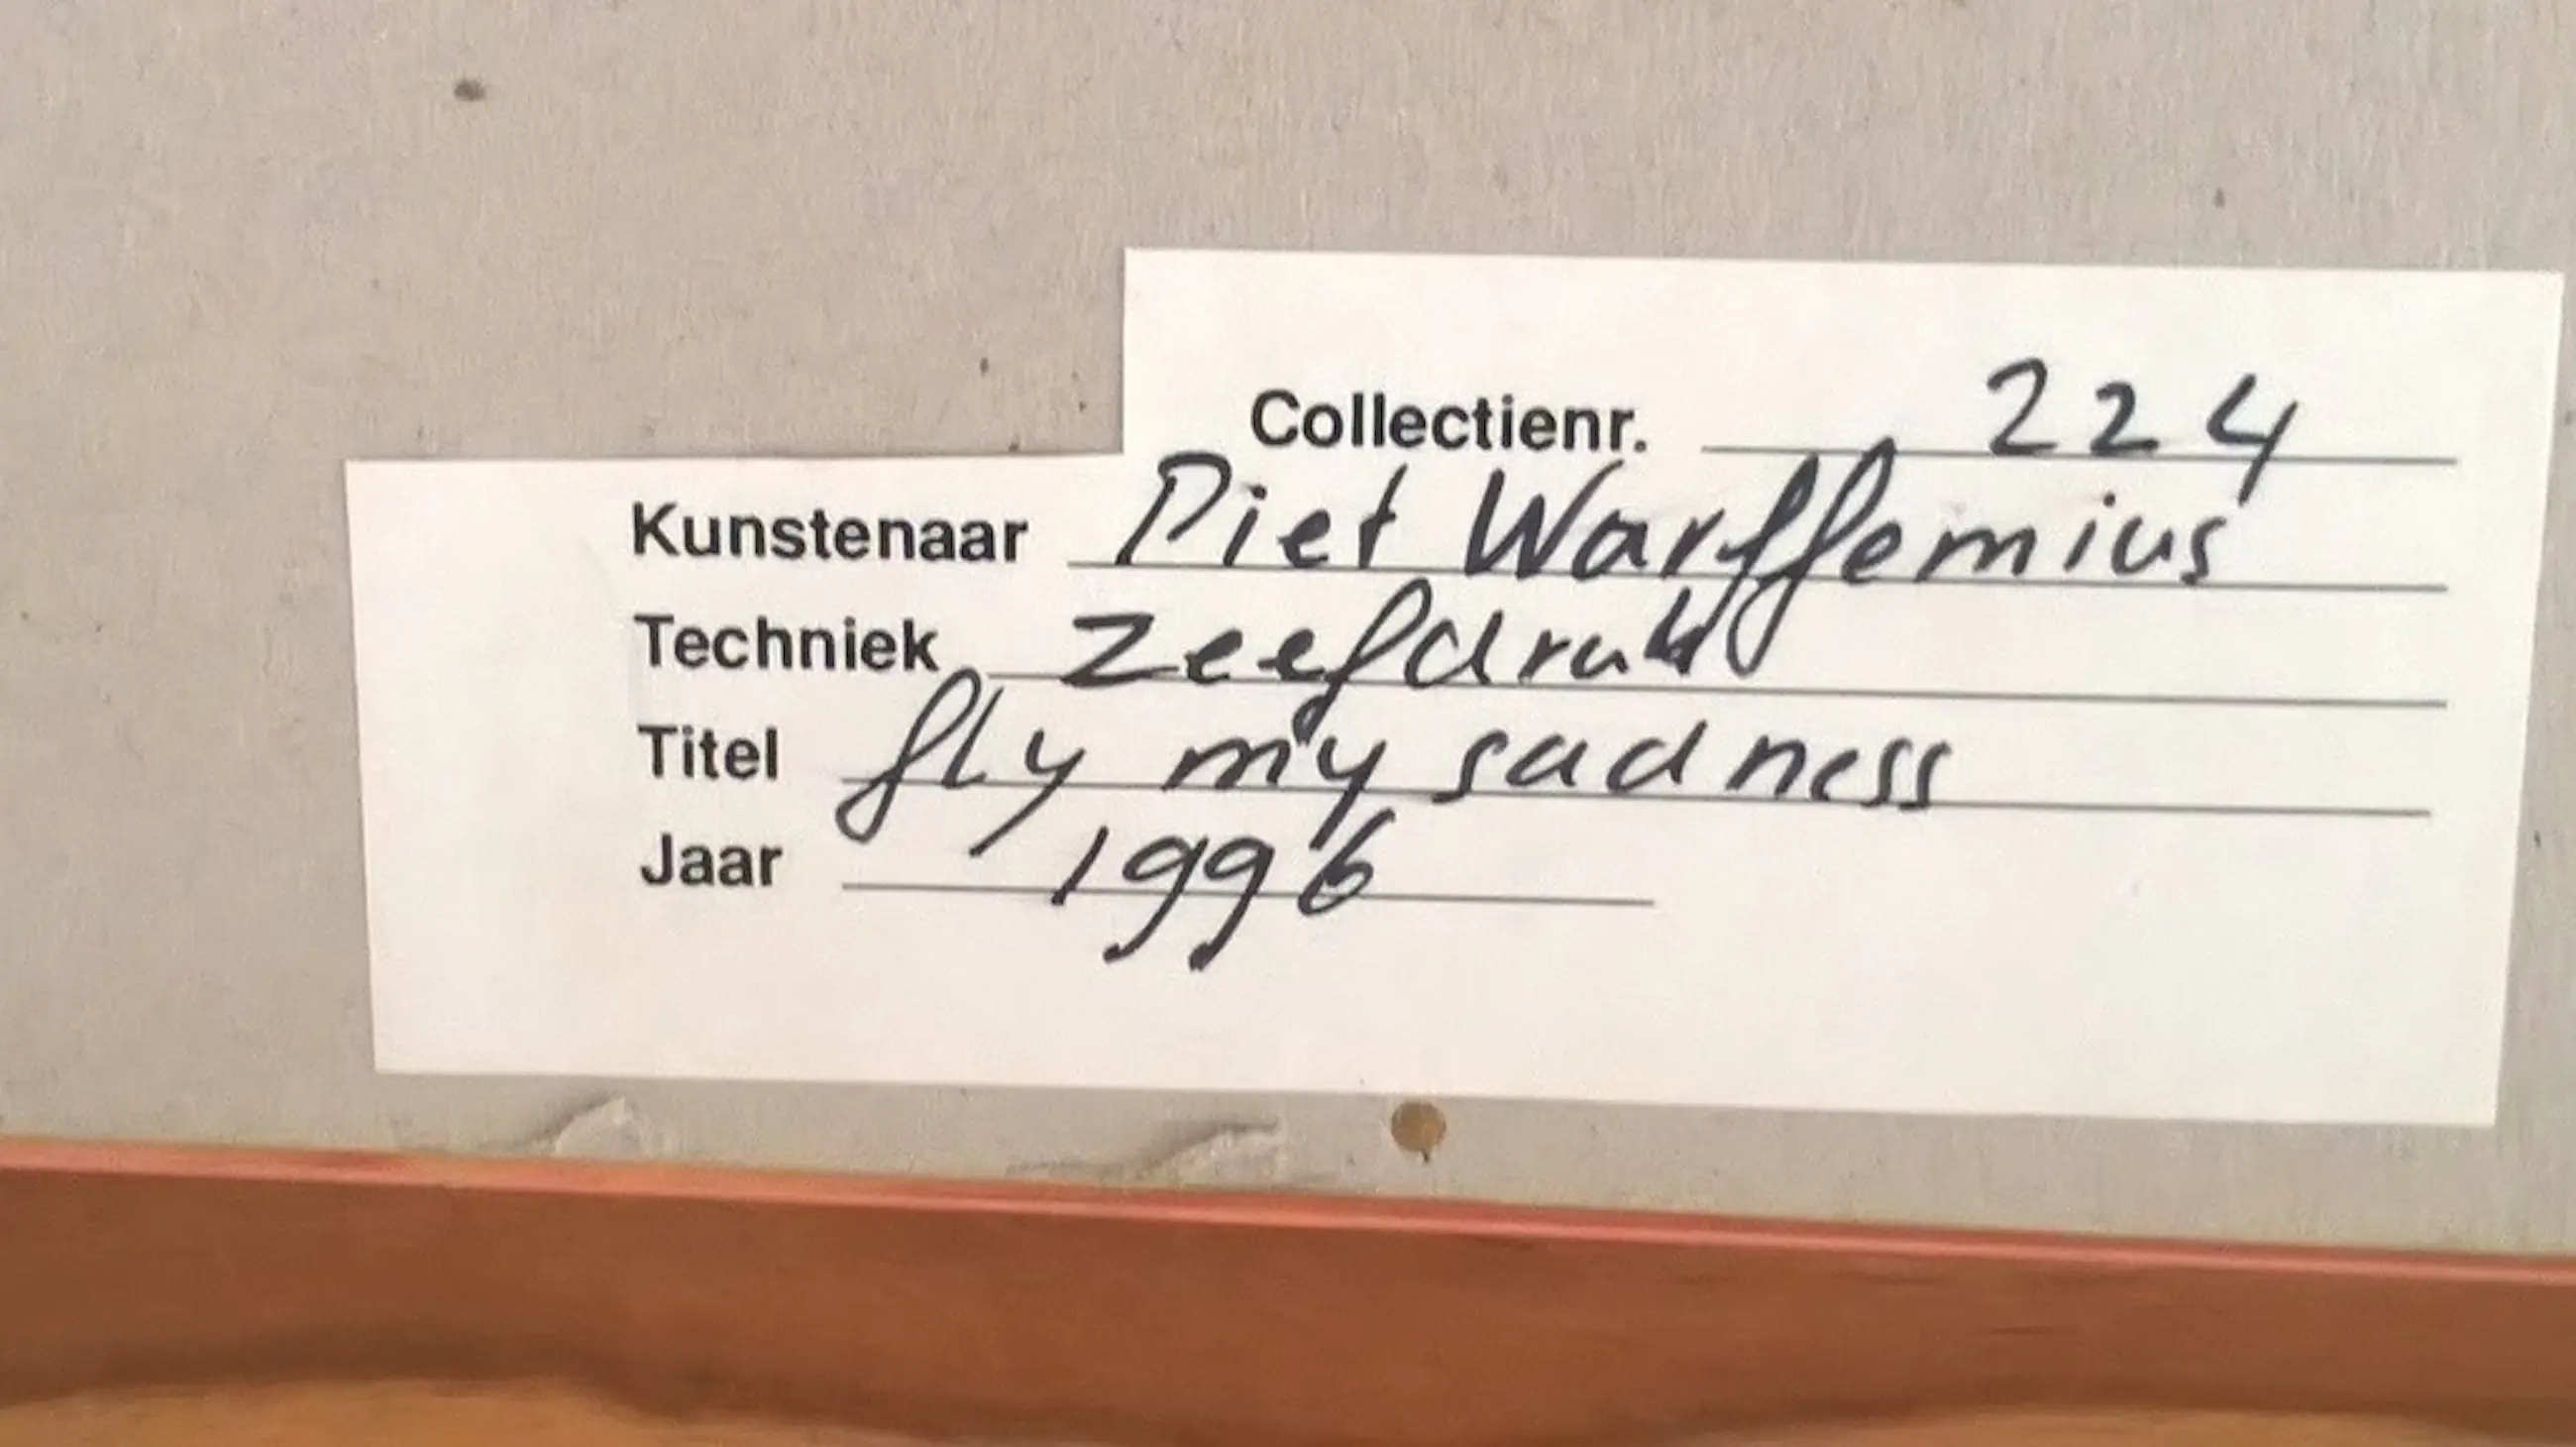 Collectienr. 224
Kunstenaar Piet Warffemius
Techniek zeefdruk
Titel fly my sadness
Jaar 1996